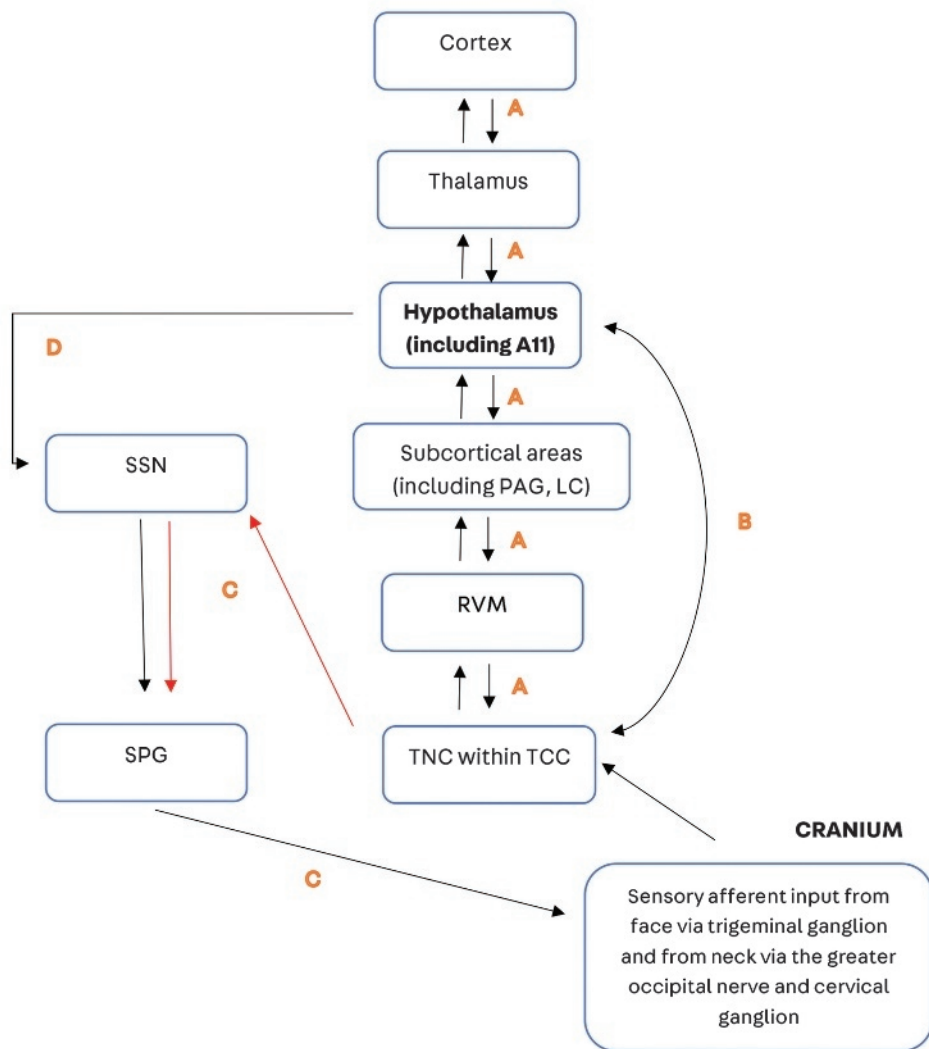 Cortex
A
Thalamus
A
Hypothalamus
(including A11)
D
A
SSN
Subcortical areas
(including PAG, LC)
B
A
C
RVM
A
SPG
TNC within TCC
CRANIUM
C
Sensory afferent input from
face via trigeminal ganglion
and from neck via the greater
occipital nerve and cervical
ganglion